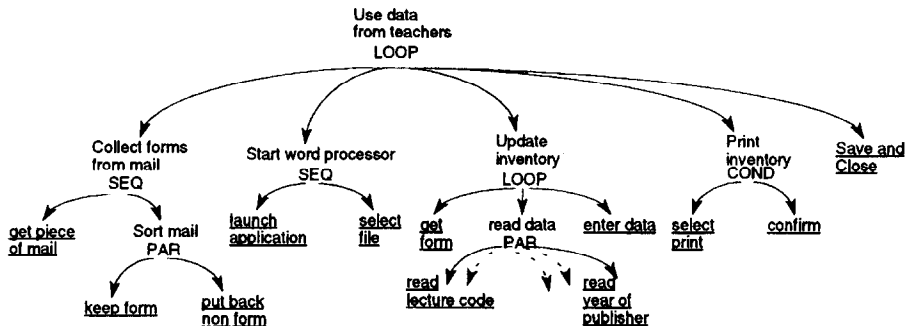 Use data
from teachers
LOOP
Collect forms
from mail
SEQ
Start word processor
SEQ
Update
inventory
LOOP
Print
inventory
COND
Save and
Close
get piece
of mail
Sort mail
PAR
launch
application
select
file
get
form
read data
PAR
enter data
select
print
confirm
keep form
put back
non form
read
lecture code
read
year of
publisher